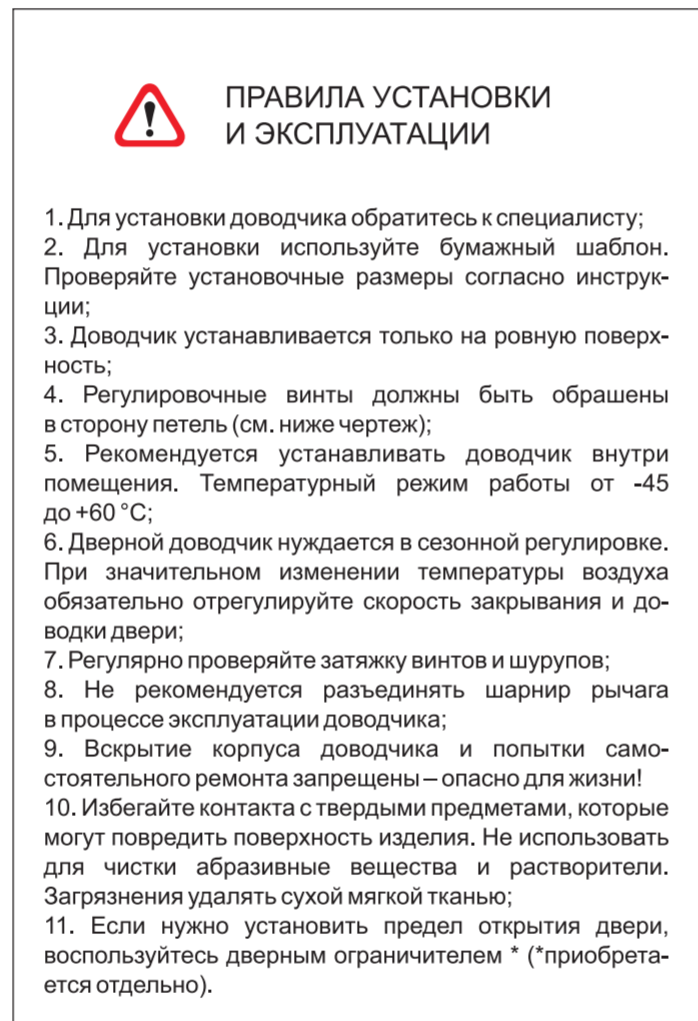 ПРАВИЛА УСТАНОВКИ
И ЭКСПЛУАТАЦИИ
1. Для установки доводчика обратитесь к специалисту;
2. Для установки используйте бумажный шаблон.
Проверяйте установочные размеры согласно инструк-
ции;
3. Доводчик устанавливается только на ровную поверх-
ность;
4. Регулировочные винты должны быть обрашены
в сторону петель (см. ниже чертеж);
5. Рекомендуется устанавливать доводчик внутри
помещения. Температурный режим работы от -45
до +60 °C;
6. Дверной доводчик нуждается в сезонной регулировке.
При значительном изменении температуры воздуха
обязательно отрегулируйте скорость закрывания и до-
водки двери;
7. Регулярно проверяйте затяжку винтов и шурупов;
8. Не рекомендуется разъединять шарнир рычага
в процессе эксплуатации доводчика;
9. Вскрытие корпуса доводчика и попытки само-
стоятельного ремонта запрещены – опасно для жизни!
10. Избегайте контакта с твердыми предметами, которые
могут повредить поверхность изделия. Не использовать
для чистки абразивные вещества и растворители.
Загрязнения удалять сухой мягкой тканью;
11. Если нужно установить предел открытия двери,
воспользуйтесь дверным ограничителем * (*приобрета-
ется отдельно).